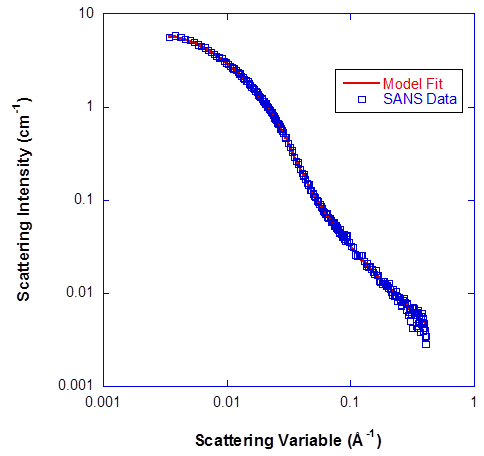 10
1
0.1
0.01
0.001
0.001 0.01 0.1 1
Scattering Intensity (cm⁻¹)
Scattering Variable (Å⁻¹)
Model Fit
SANS Data